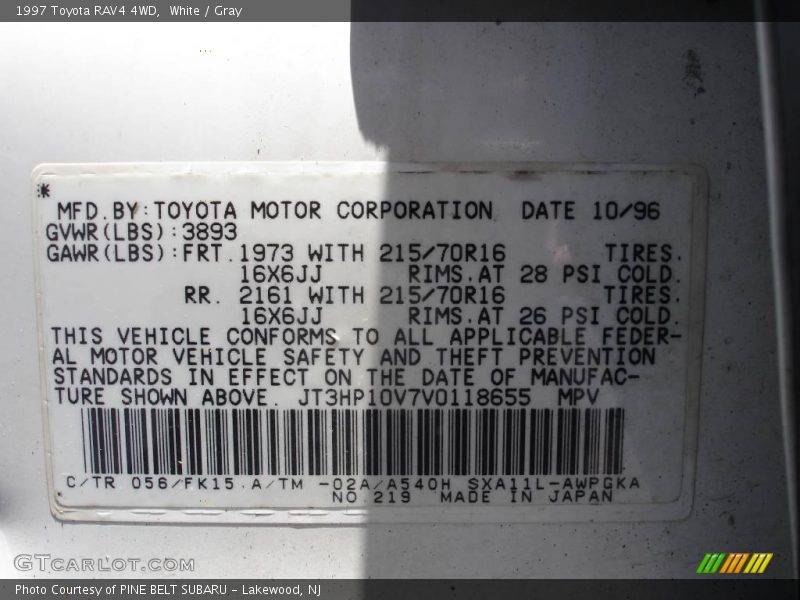 1997 Toyota RAV4 4WD, White / Gray
MFD.BY:TOYOTA MOTOR CORPORATION DATE 10/96
GVWR(LBS):3893
GAWR(LBS):FRT.1973 WITH 215/70R16 TIRES.
16X6JJ RIMS.AT 28 PSI COLD.
RR. 2161 WITH 215/70R16 TIRES.
16X6JJ RIMS.AT 26 PSI COLD.
THIS VEHICLE CONFORMS TO ALL APPLICABLE FEDER-
AL MOTOR VEHICLE SAFETY AND THEFT PREVENTION
STANDARDS IN EFFECT ON THE DATE OF MANUFAC-
TURE SHOWN ABOVE. JT3HP10V7V0118655 MPV
C/TR 056/FK15.A/TM -02A/A540H SXA11L-AWPGKA
NO.219 MADE IN JAPAN
GTCARLOT.COM
Photo Courtesy of PINE BELT SUBARU - Lakewood, NJ